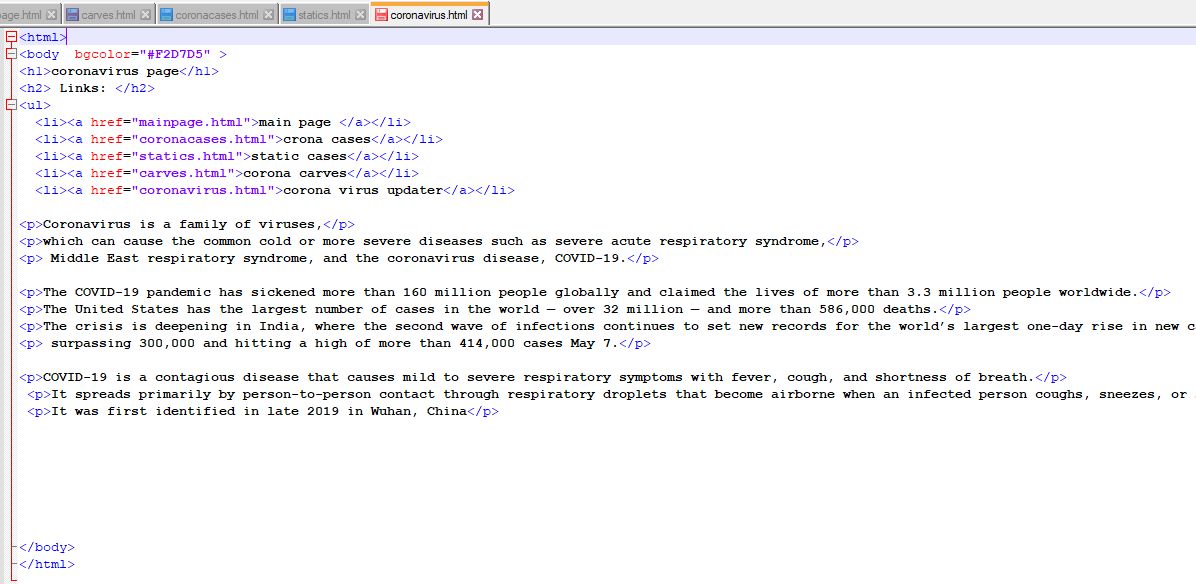 age.html carves.html coronacases.html statics.html coronavirus.html
<html>
<body  bgcolor="#F2D7D5" >
<h1>coronavirus page</h1>
<h2> Links: </h2>
<ul>
  <li><a href="mainpage.html">main page </a></li>
  <li><a href="coronacases.html">crona cases</a></li>
  <li><a href="statics.html">static cases</a></li>
  <li><a href="carves.html">corona carves</a></li>
  <li><a href="coronavirus.html">corona virus updater</a></li>
<p>Coronavirus is a family of viruses,</p>
<p>which can cause the common cold or more severe diseases such as severe acute respiratory syndrome,</p>
<p> Middle East respiratory syndrome, and the coronavirus disease, COVID-19.</p>
<p>The COVID-19 pandemic has sickened more than 160 million people globally and claimed the lives of more than 3.3 million people worldwide.</p>
<p>The United States has the largest number of cases in the world — over 32 million — and more than 586,000 deaths.</p>
<p>The crisis is deepening in India, where the second wave of infections continues to set new records for the world’s largest one-day rise in new c
<p> surpassing 300,000 and hitting a high of more than 414,000 cases May 7.</p>
<p>COVID-19 is a contagious disease that causes mild to severe respiratory symptoms with fever, cough, and shortness of breath.</p>
 <p>It spreads primarily by person-to-person contact through respiratory droplets that become airborne when an infected person coughs, sneezes, or
 <p>It was first identified in late 2019 in Wuhan, China</p>
</body>
</html>